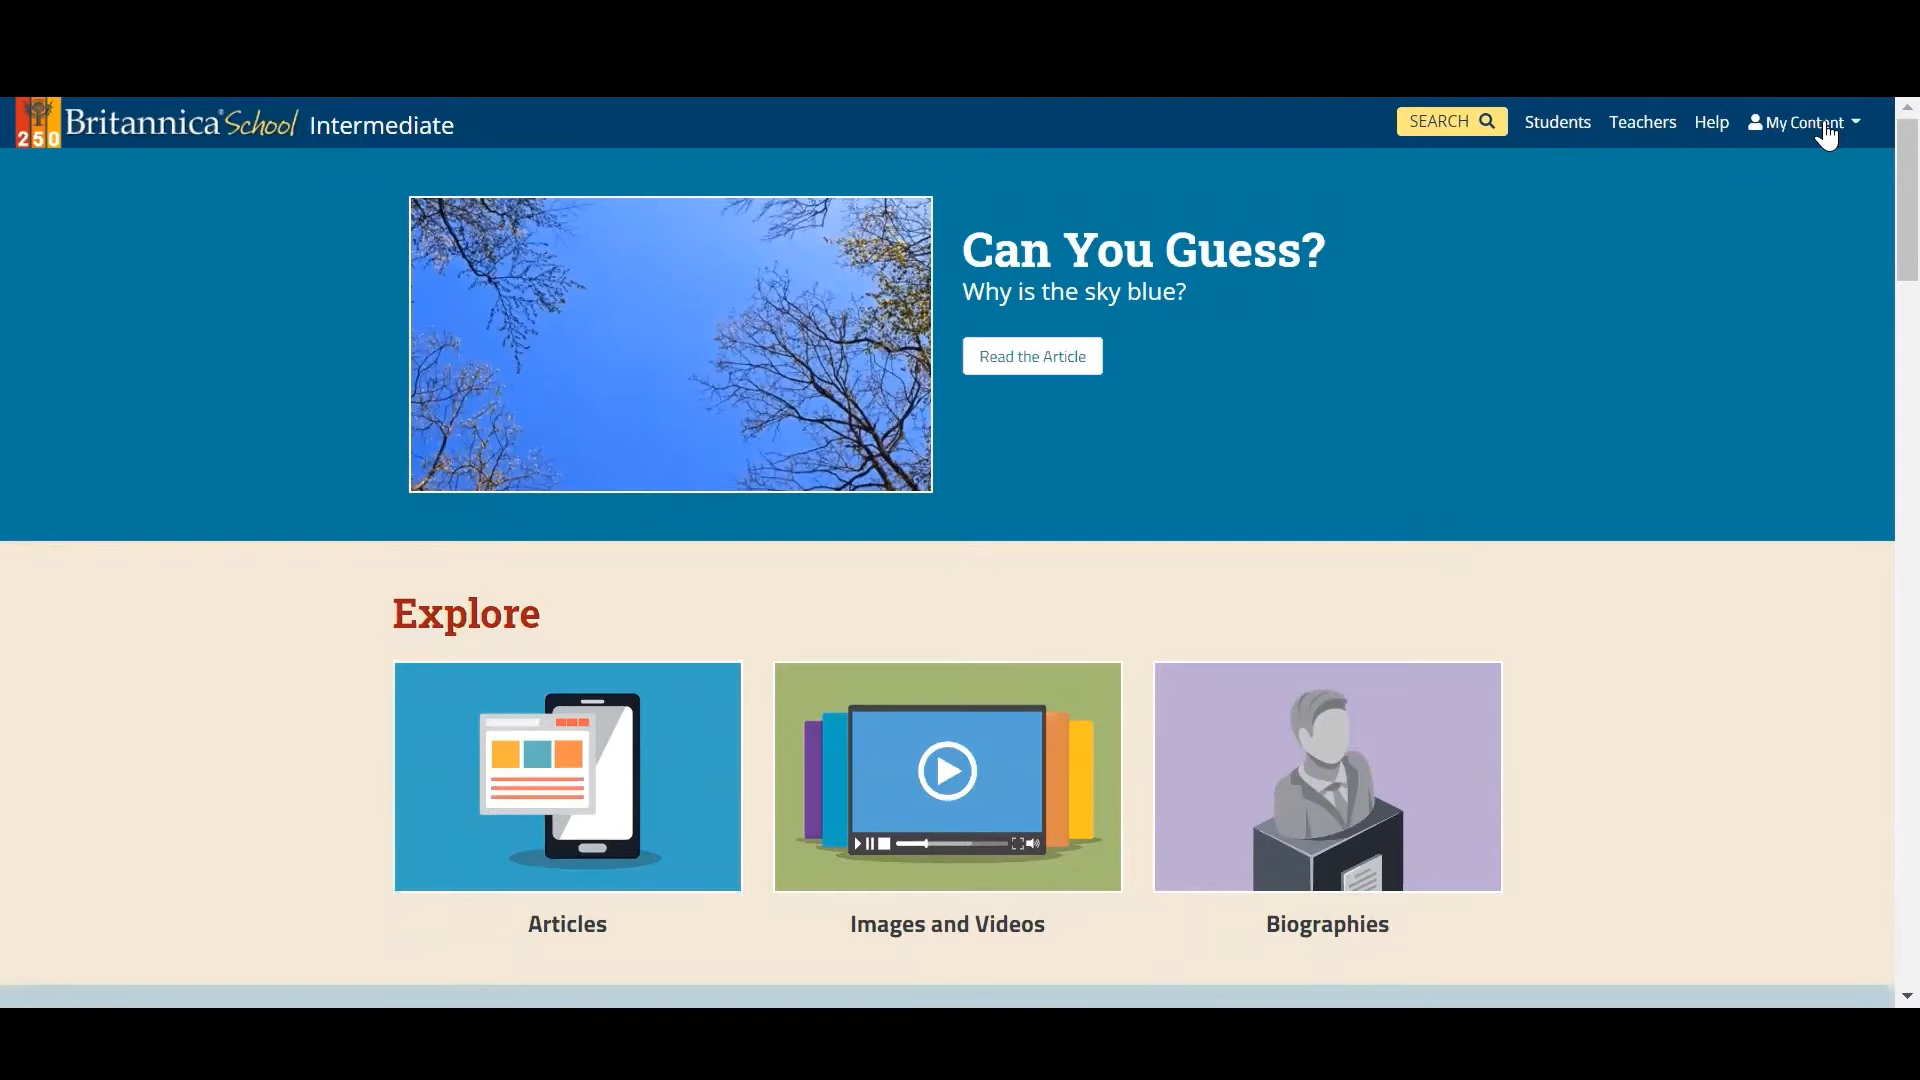 250 Britannica® School Intermediate
SEARCH Students Teachers Help My Content
Can You Guess?
Why is the sky blue?
Read the Article
Explore
Articles Images and Videos Biographies